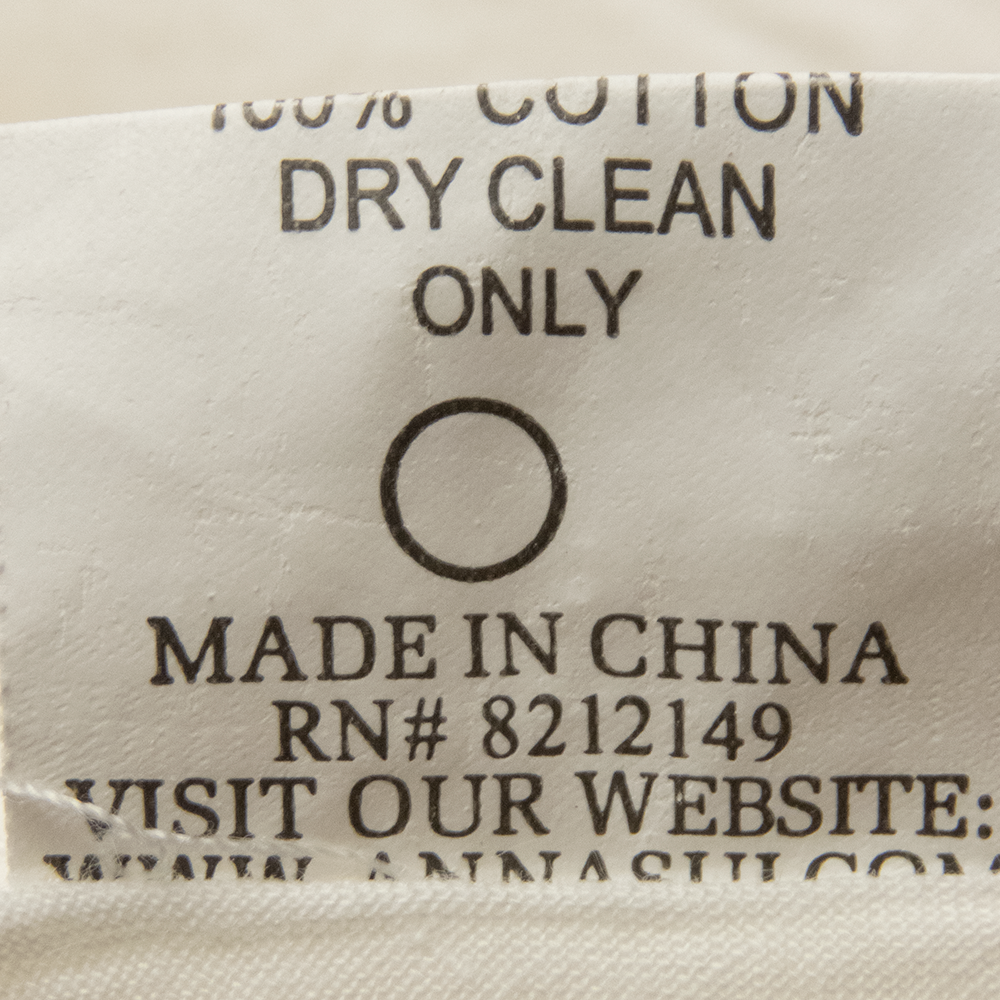 100% COTTON
DRY CLEAN
ONLY
MADE IN CHINA
RN# 8212149
VISIT OUR WEBSITE:
WWW.ANNASUI.COM